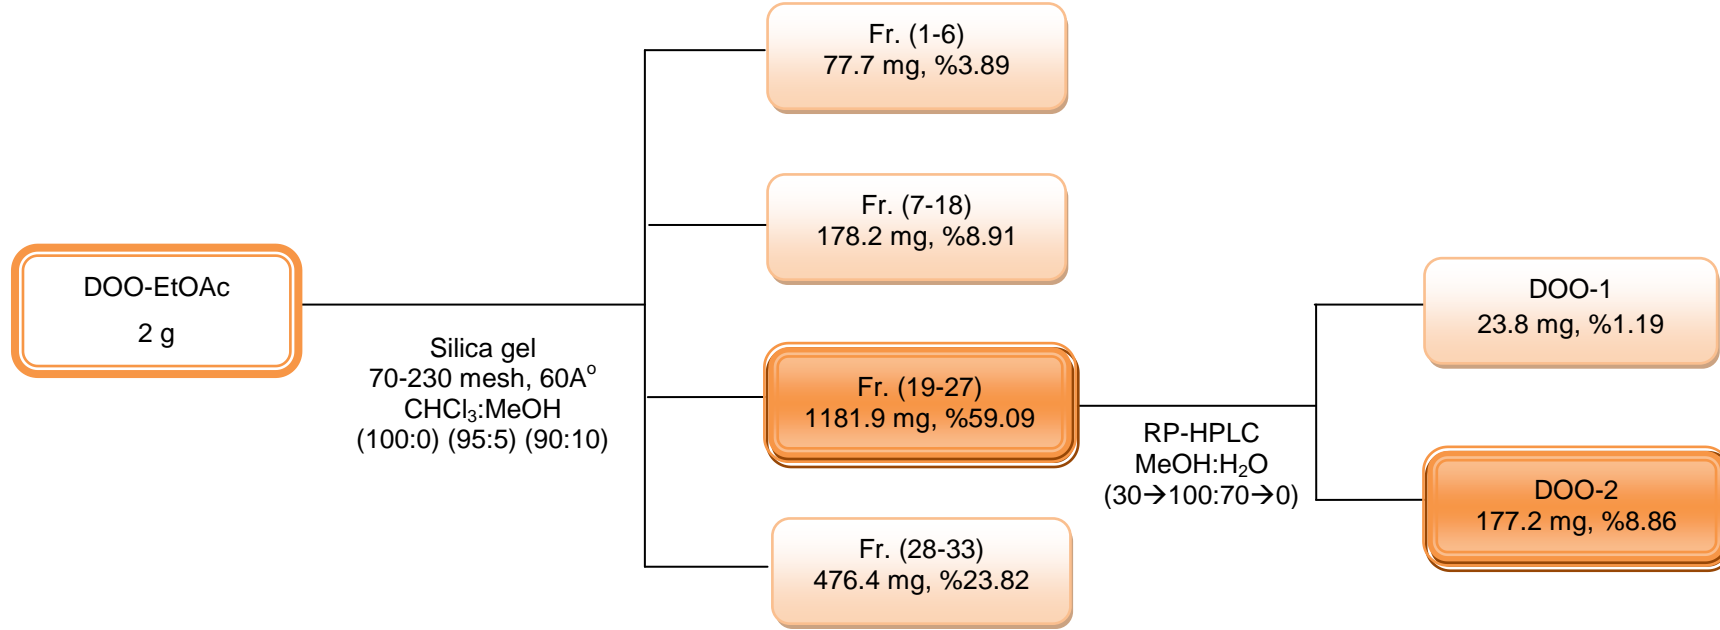 DOO-EtOAc
2 g
Silica gel
70-230 mesh, 60Aº
CHCl₃:MeOH
(100:0) (95:5) (90:10)
Fr. (1-6)
77.7 mg, %3.89
Fr. (7-18)
178.2 mg, %8.91
Fr. (19-27)
1181.9 mg, %59.09
Fr. (28-33)
476.4 mg, %23.82
RP-HPLC
MeOH:H₂O
(30→100:70→0)
DOO-1
23.8 mg, %1.19
DOO-2
177.2 mg, %8.86